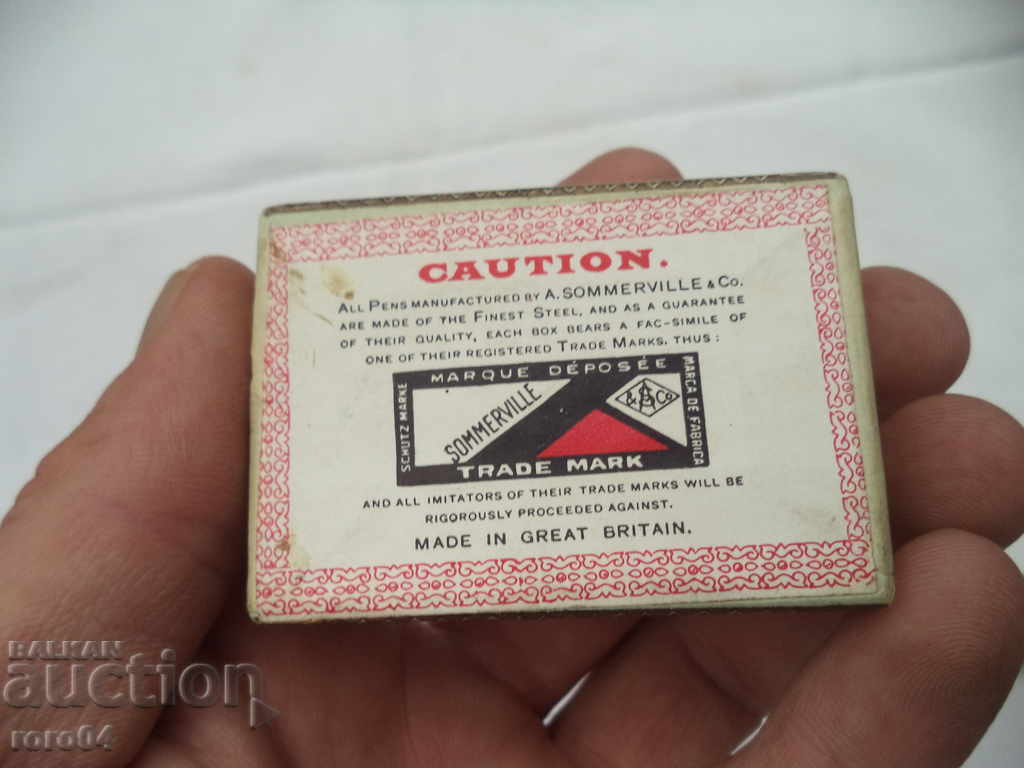 CAUTION.
ALL PENS MANUFACTURED BY A. SOMMERVILLE & CO.
ARE MADE OF THE FINEST STEEL, AND AS A GUARANTEE
OF THEIR QUALITY, EACH BOX BEARS A FAC-SIMILE OF
ONE OF THEIR REGISTERED TRADE MARKS. THUS:
MARQUE DÉPOSÉE
SCHUTZ MARKE
SOMMERVILLE
AS & Co
MARCA DE FABRICA
TRADE MARK
AND ALL IMITATORS OF THEIR TRADE MARKS WILL BE
RIGOROUSLY PROCEEDED AGAINST.
MADE IN GREAT BRITAIN.
BALKAN
auction
roro04